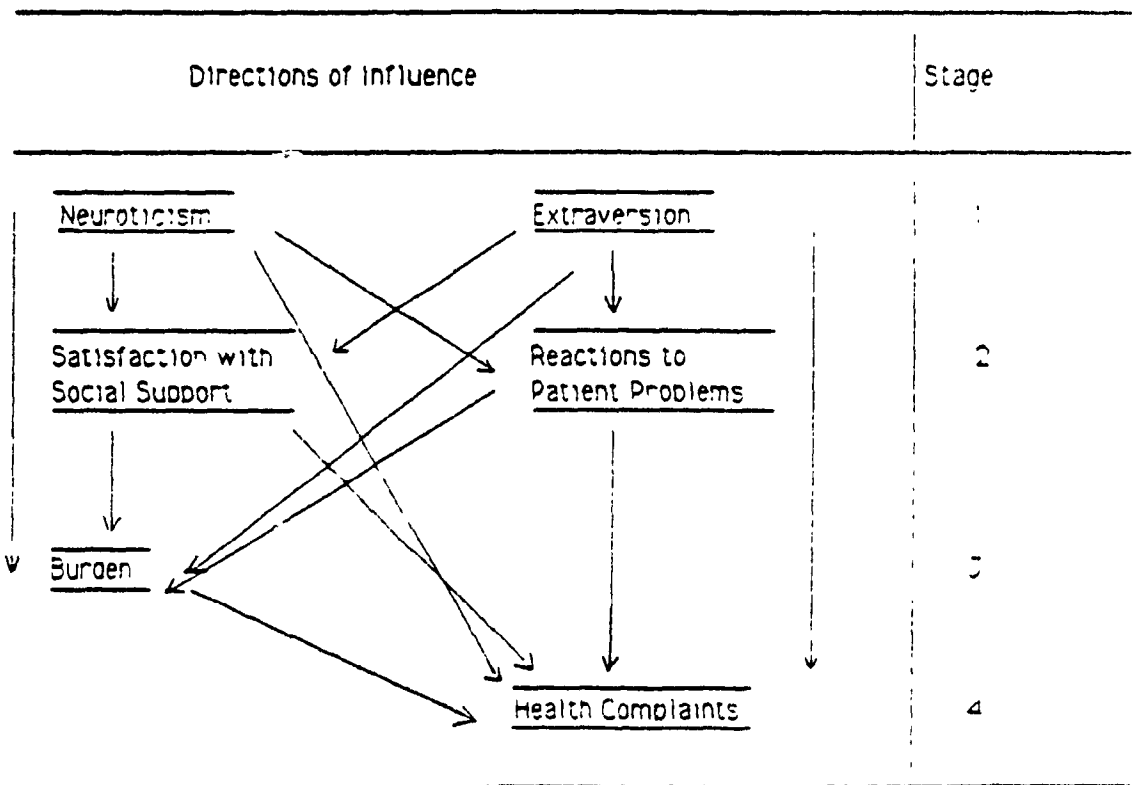 Directions of Influence
Stage
Neuroticism
Extraversion
Satisfaction with
Social Support
Reactions to
Patient Problems
2
Burden
Health Complaints
4